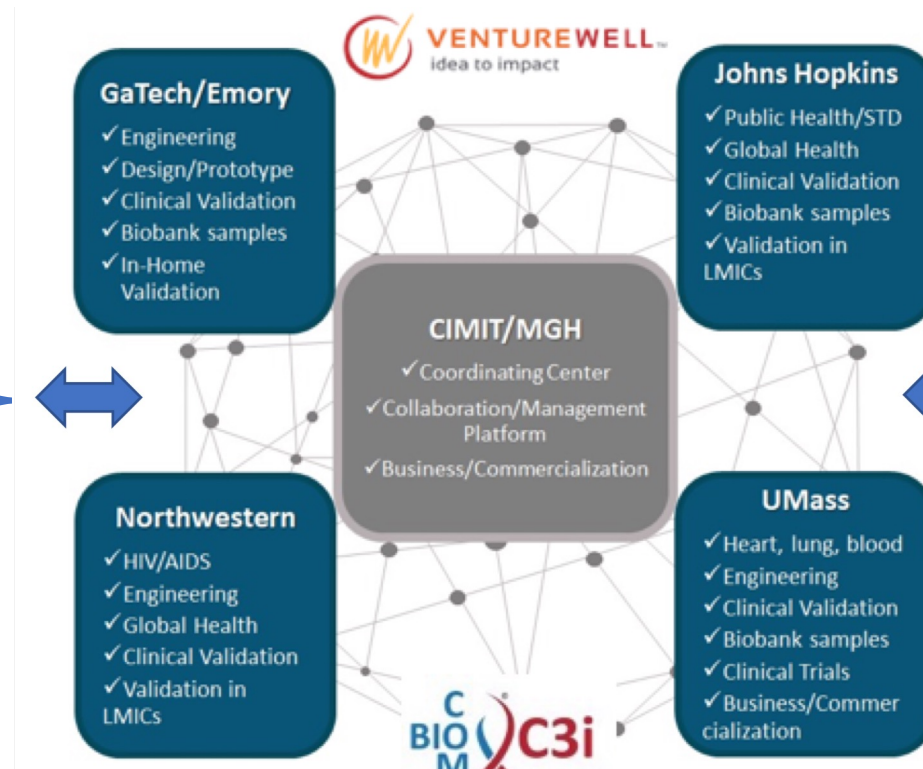 VENTUREWELL™
idea to impact
GaTech/Emory
✓Engineering
✓Design/Prototype
✓Clinical Validation
✓Biobank samples
✓In-Home
Validation
Johns Hopkins
✓Public Health/STD
✓Global Health
✓Clinical Validation
✓Biobank samples
✓Validation in
LMICs
CIMIT/MGH
✓Coordinating Center
✓Collaboration/Management
Platform
✓Business/Commercialization
Northwestern
✓HIV/AIDS
✓Engineering
✓Global Health
✓Clinical Validation
✓Validation in
LMICs
UMass
✓Heart, lung, blood
✓Engineering
✓Clinical Validation
✓Biobank samples
✓Clinical Trials
✓Business/Commer
cialization
C
BIO
M
C3i
®